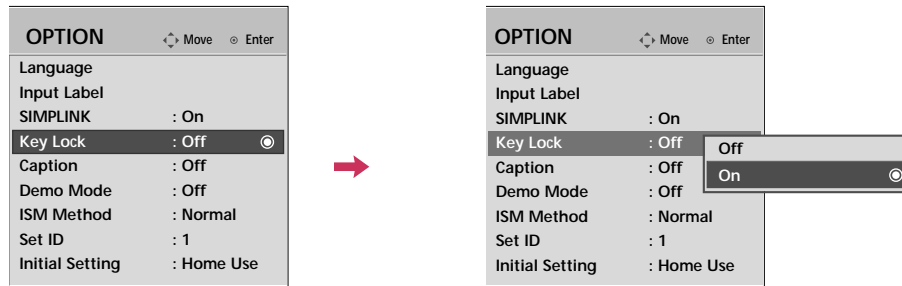 OPTION Move Enter
Language
Input Label
SIMPLINK : On
Key Lock : Off
Caption : Off
Demo Mode : Off
ISM Method : Normal
Set ID : 1
Initial Setting : Home Use
OPTION Move Enter
Language
Input Label
SIMPLINK : On
Key Lock : Off
Caption : Off
Demo Mode : Off
ISM Method : Normal
Set ID : 1
Initial Setting : Home Use
Off
On